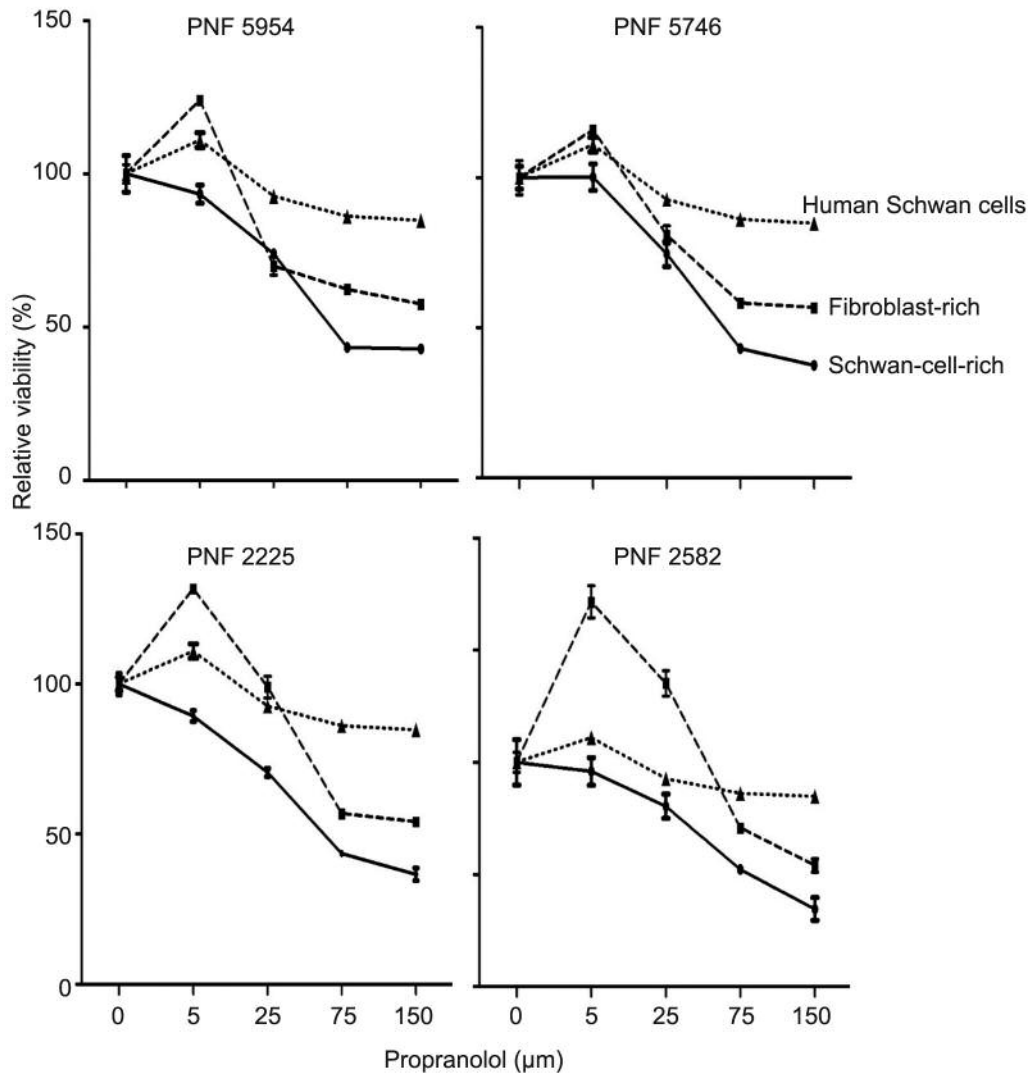 PNF 5954
PNF 5746
150
100
50
0
Relative viability (%)
Human Schwan cells
Fibroblast-rich
Schwan-cell-rich
PNF 2225
PNF 2582
150
100
50
0
0 5 25 75 150
0 5 25 75 150
Propranolol (μm)